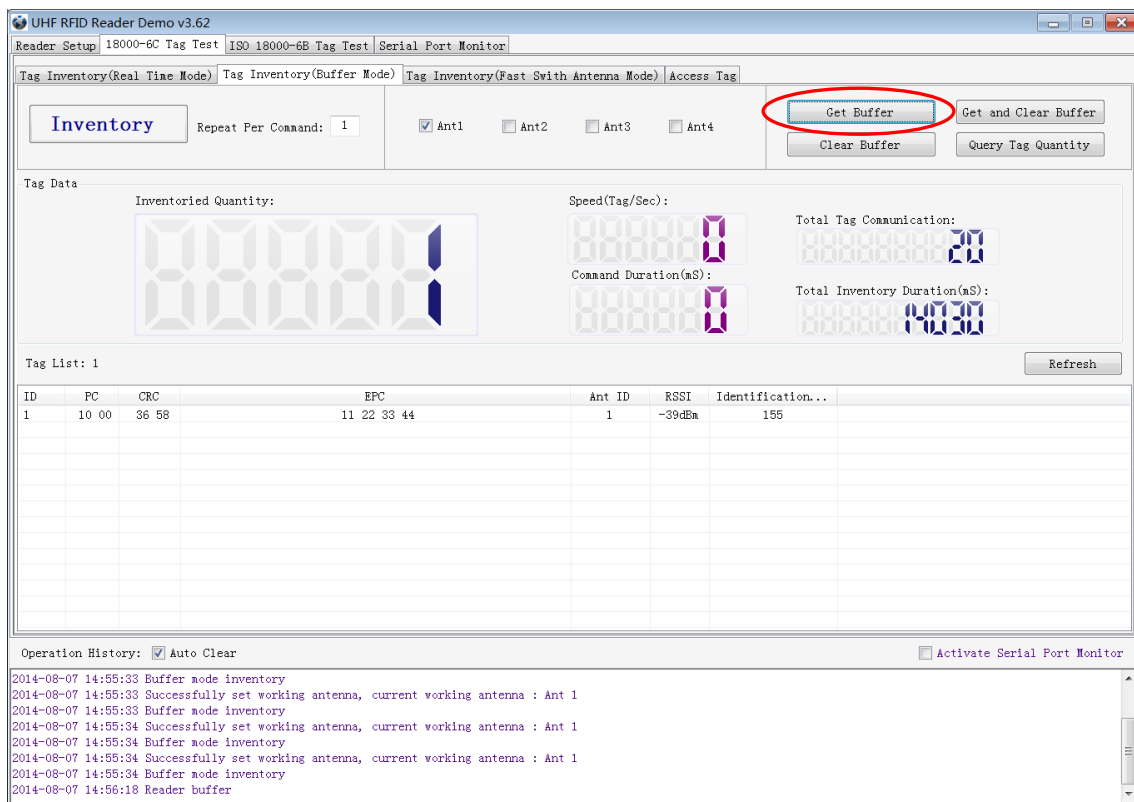 UHF RFID Reader Demo v3.62
Reader Setup 18000-6C Tag Test ISO 18000-6B Tag Test Serial Port Monitor
Tag Inventory(Real Time Mode) Tag Inventory(Buffer Mode) Tag Inventory(Fast Swith Antenna Mode) Access Tag
Inventory Repeat Per Command: 1 Ant1 Ant2 Ant3 Ant4 Get Buffer Get and Clear Buffer
Clear Buffer Query Tag Quantity
Tag Data
Inventoried Quantity: Speed(Tag/Sec):
Total Tag Communication:
1 0 20
Command Duration(mS):
Total Inventory Duration(mS):
0 14030
Tag List: 1 Refresh
ID PC CRC EPC Ant ID RSSI Identification...
1 10 00 36 58 11 22 33 44 1 -39dBm 155
Operation History: Auto Clear Activate Serial Port Monitor
2014-08-07 14:55:33 Buffer mode inventory
2014-08-07 14:55:33 Successfully set working antenna, current working antenna : Ant 1
2014-08-07 14:55:33 Buffer mode inventory
2014-08-07 14:55:34 Successfully set working antenna, current working antenna : Ant 1
2014-08-07 14:55:34 Buffer mode inventory
2014-08-07 14:55:34 Successfully set working antenna, current working antenna : Ant 1
2014-08-07 14:55:34 Buffer mode inventory
2014-08-07 14:56:18 Reader buffer